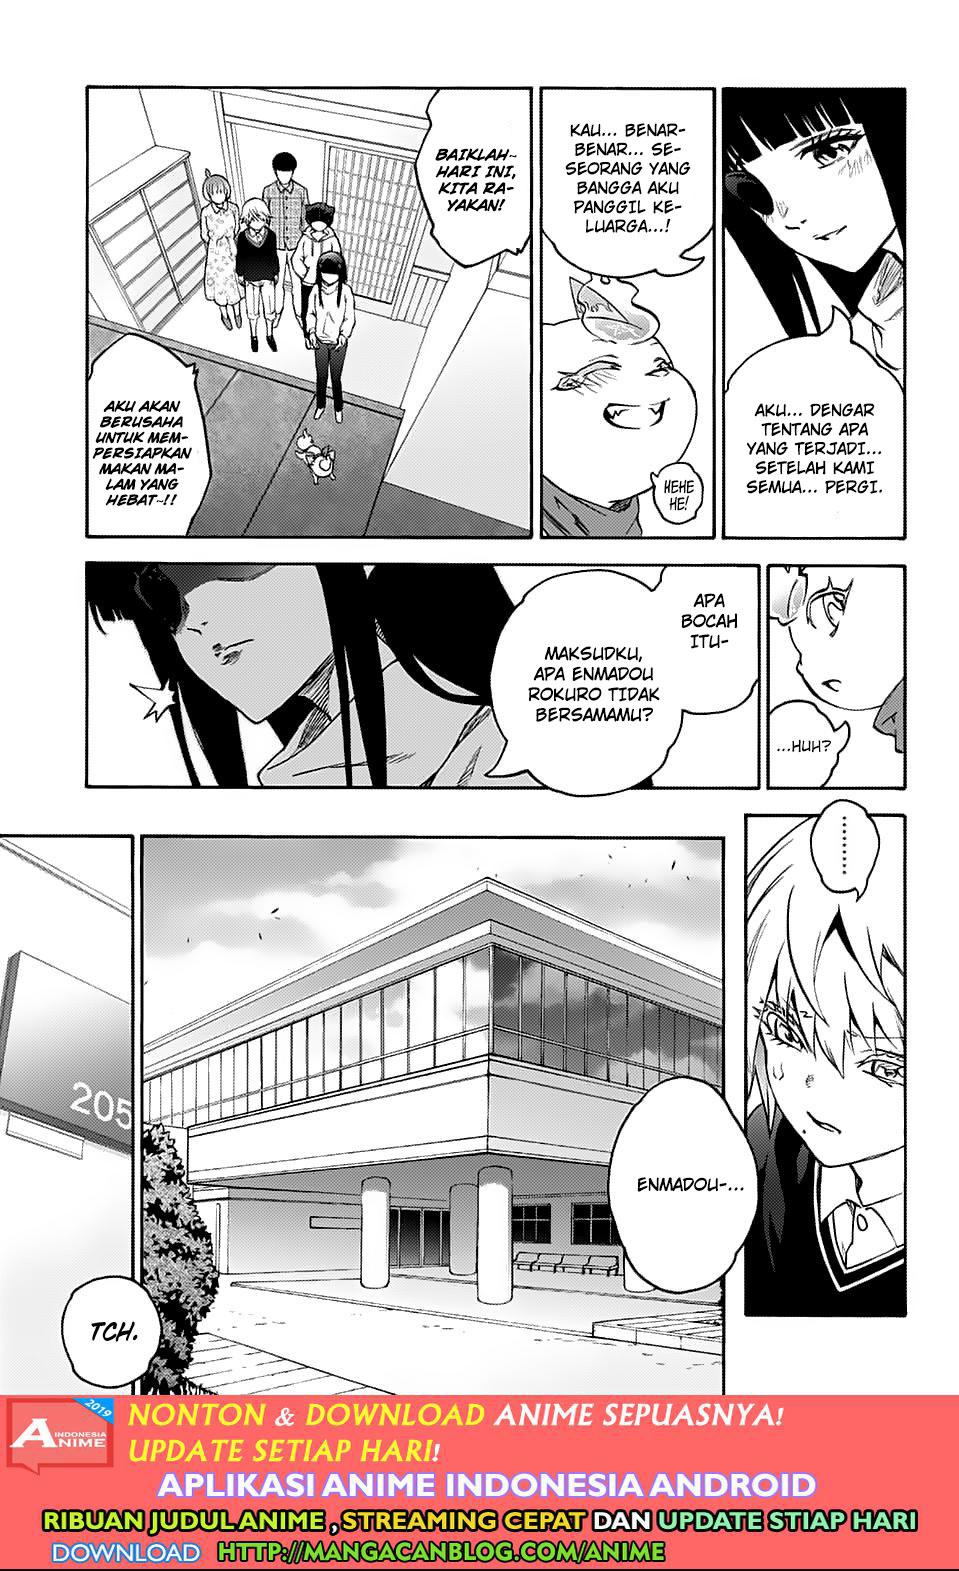 AKU... DENGAR
TENTANG APA
YANG TERJADI...
SETELAH KAMI
SEMUA... PERGI.
KAU... BENAR-
BENAR... SE-
SEORANG YANG
BANGGA AKU
PANGGIL KE-
LUARGA...!
HEHE
HE!
BAIKLAH~
HARI INI,
KITA RA-
YAKAN!
AKU AKAN
BERUSAHA
UNTUK MEM-
PERSIAPKAN
MAKAN MA-
LAM YANG
HEBAT~!!
...HUH?
APA
BOCAH
ITU-
MAKSUDKU,
APA ENMADOU
ROKURO TIDAK
BERSAMAMU?
........
ENMADOU-...
205
TCH.
2019
INDONESIA
ANIME
NONTON & DOWNLOAD ANIME SEPUASNYA!
UPDATE SETIAP HARI!
APLIKASI ANIME INDONESIA ANDROID
RIBUAN JUDUL ANIME , STREAMING CEPAT DAN UPDATE STIAP HARI
DOWNLOAD HTTP://MANGACANBLOG.COM/ANIME